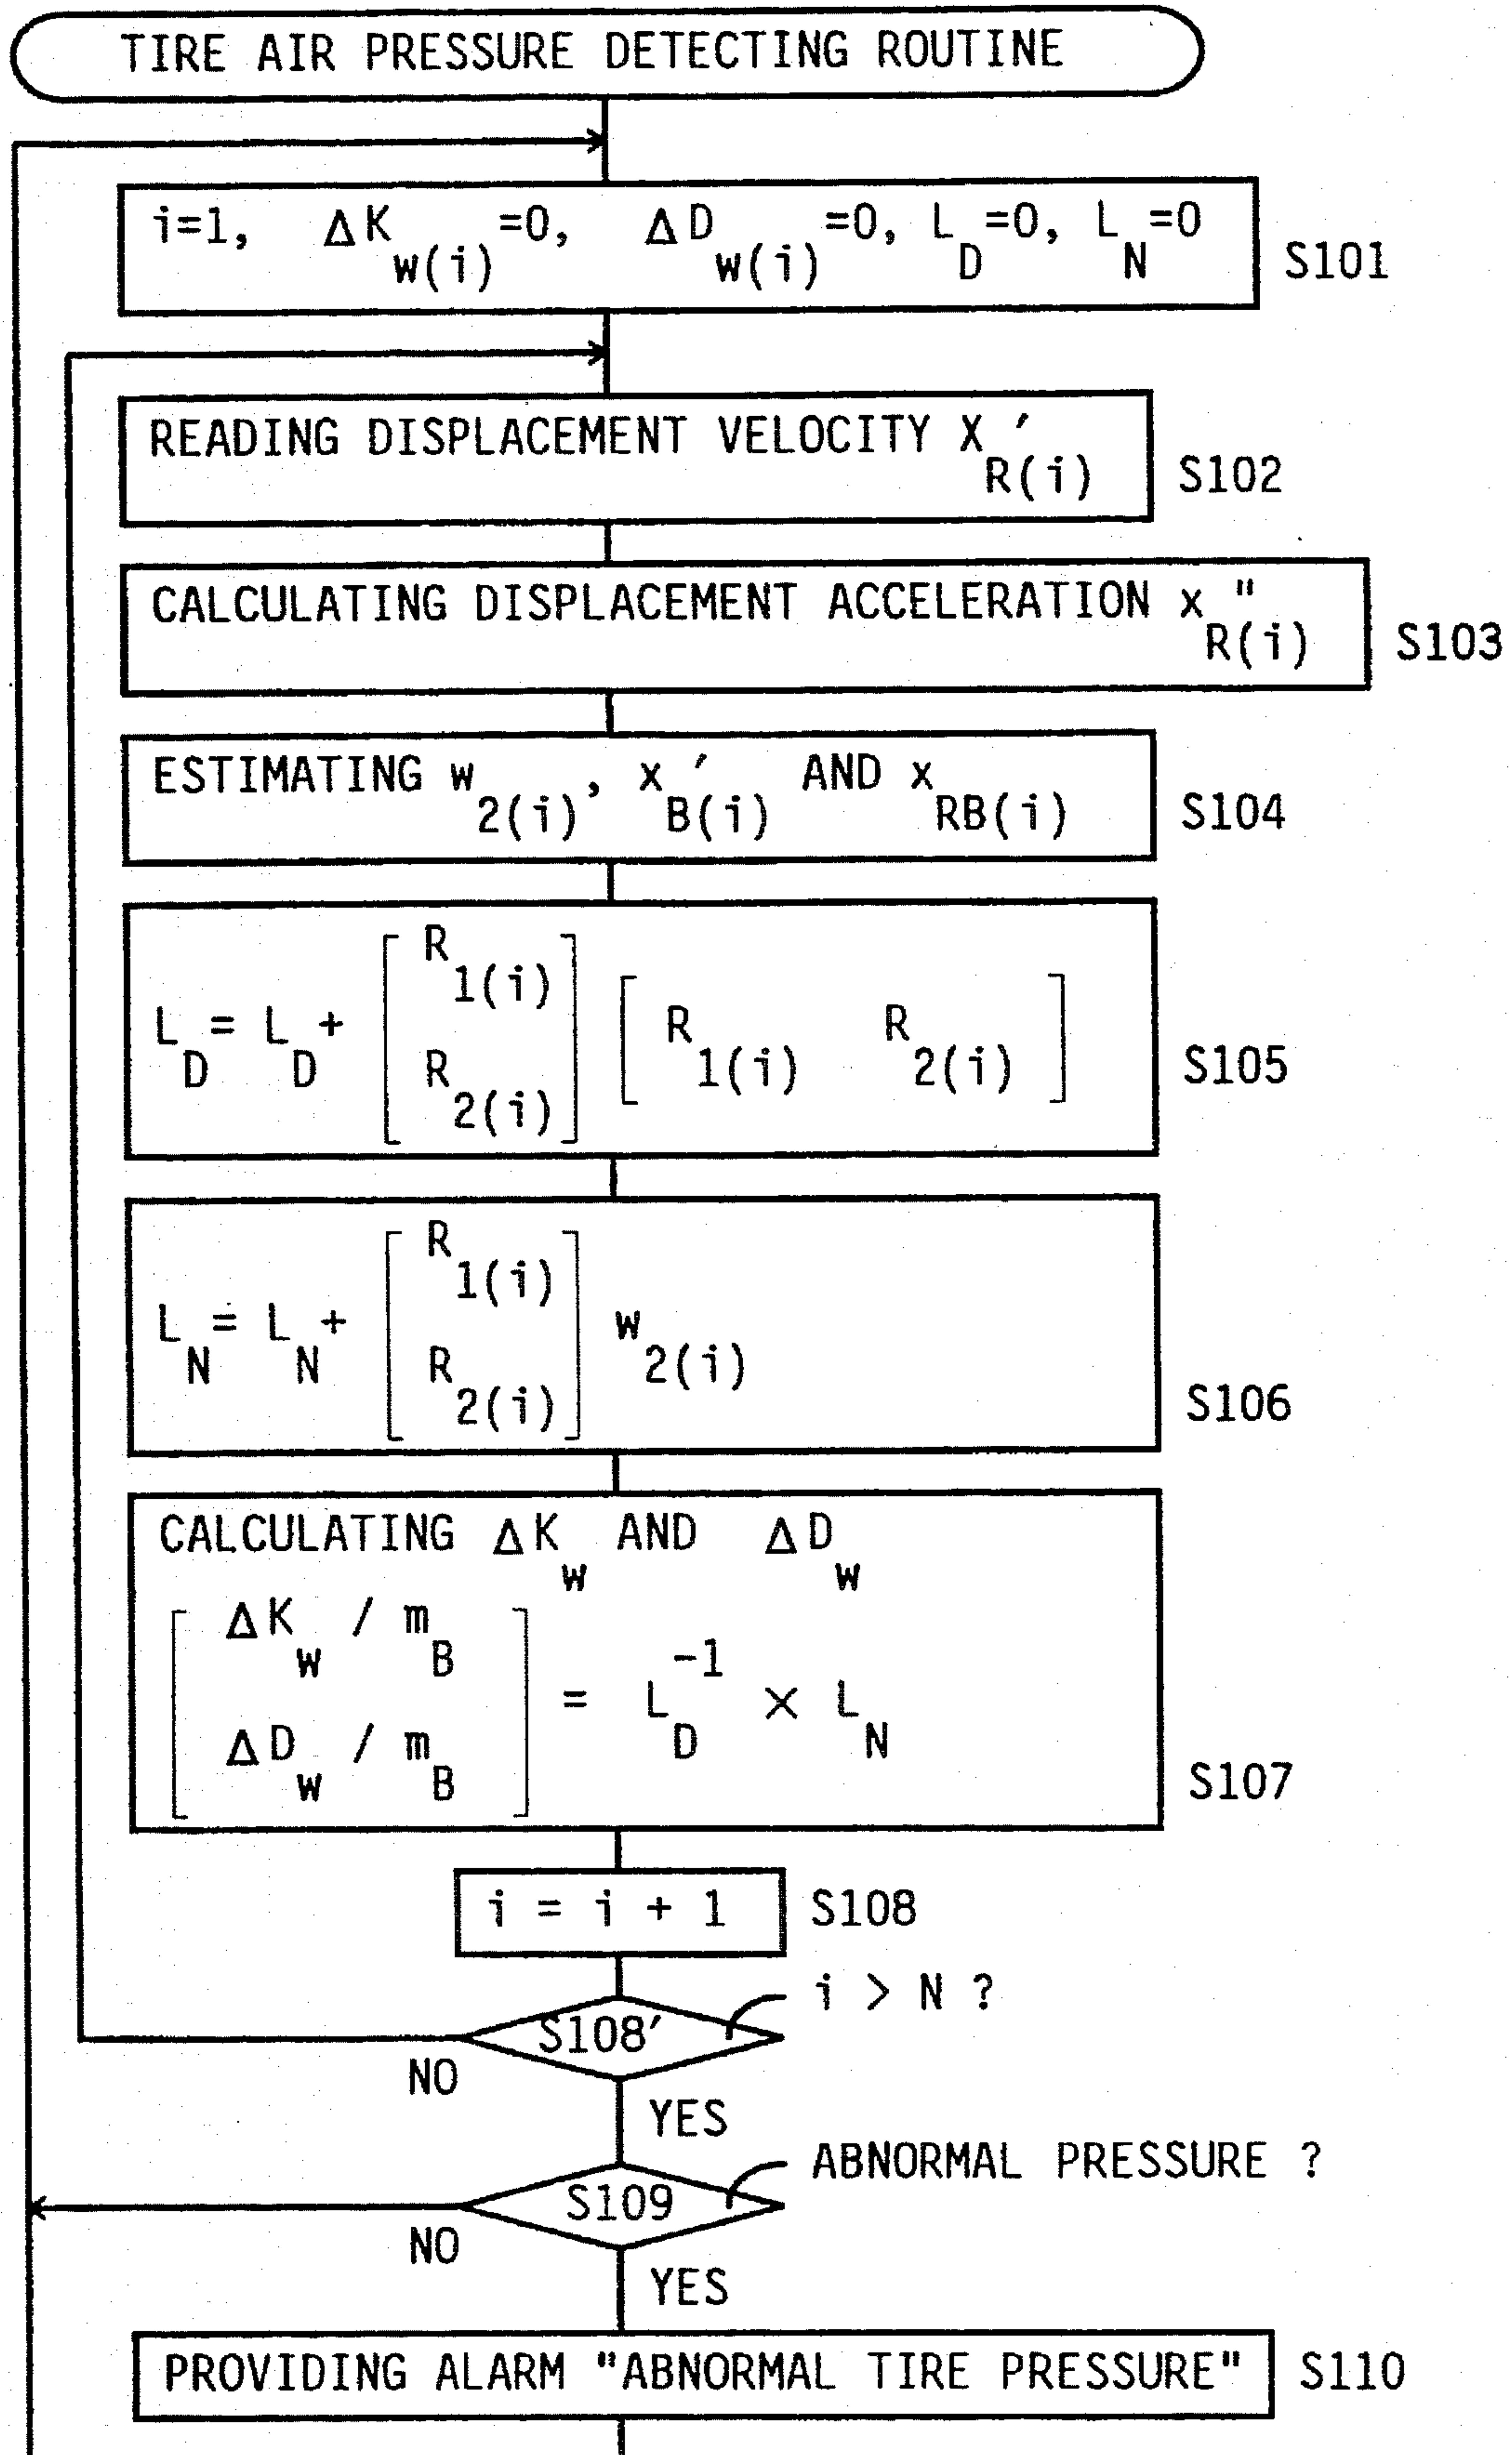 TIRE AIR PRESSURE DETECTING ROUTINE
i=1, ΔK w(i) =0, ΔD w(i) =0, L D =0, L N =0
S101
READING DISPLACEMENT VELOCITY X ′ R(i)
S102
CALCULATING DISPLACEMENT ACCELERATION x " R(i)
S103
ESTIMATING w 2(i) , x ′ B(i) AND x RB(i)
S104
L D = L D + [ R 1(i) R 2(i) ] [ R 1(i) R 2(i) ]
S105
L N = L N + [ R 1(i) R 2(i) ] w 2(i)
S106
CALCULATING ΔK w AND ΔD w
[ ΔK w / m B
ΔD w / m B ] = L D -1 × L N
S107
i = i + 1
S108
i > N ?
S108′
NO
YES
ABNORMAL PRESSURE ?
S109
NO
YES
PROVIDING ALARM "ABNORMAL TIRE PRESSURE"
S110